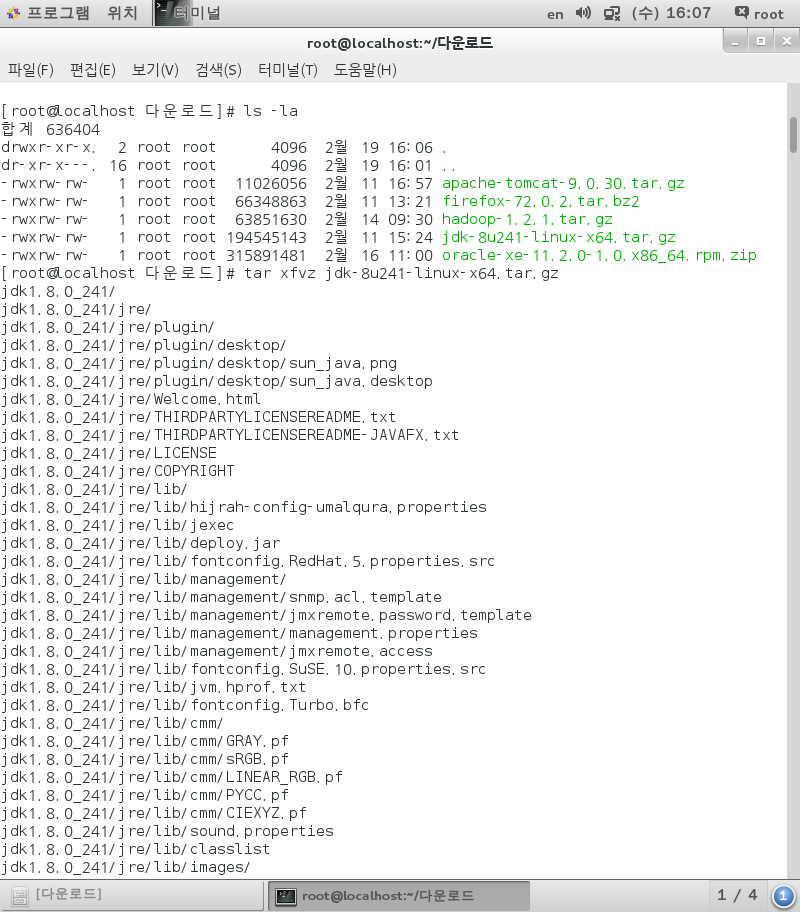 프로그램 위치 터미널 en (수) 16:07 root
root@localhost:~/다운로드
파일(F) 편집(E) 보기(V) 검색(S) 터미널(T) 도움말(H)
[root@localhost 다운로드]# ls -la
합계 636404
drwxr-xr-x. 2 root root 4096 2월 19 16:06 .
dr-xr-x---. 16 root root 4096 2월 19 16:01 ..
-rwxrw-rw- 1 root root 11026056 2월 11 16:57 apache-tomcat-9.0.30.tar.gz
-rwxrw-rw- 1 root root 66348863 2월 11 13:21 firefox-72.0.2.tar.bz2
-rwxrw-rw- 1 root root 63851630 2월 14 09:30 hadoop-1.2.1.tar.gz
-rwxrw-rw- 1 root root 194545143 2월 11 15:24 jdk-8u241-linux-x64.tar.gz
-rwxrw-rw- 1 root root 315891481 2월 16 11:00 oracle-xe-11.2.0-1.0.x86_64.rpm.zip
[root@localhost 다운로드]# tar xfvz jdk-8u241-linux-x64.tar.gz
jdk1.8.0_241/
jdk1.8.0_241/jre/
jdk1.8.0_241/jre/plugin/
jdk1.8.0_241/jre/plugin/desktop/
jdk1.8.0_241/jre/plugin/desktop/sun_java.png
jdk1.8.0_241/jre/plugin/desktop/sun_java.desktop
jdk1.8.0_241/jre/Welcome.html
jdk1.8.0_241/jre/THIRDPARTYLICENSEREADME.txt
jdk1.8.0_241/jre/THIRDPARTYLICENSEREADME-JAVAFX.txt
jdk1.8.0_241/jre/LICENSE
jdk1.8.0_241/jre/COPYRIGHT
jdk1.8.0_241/jre/lib/
jdk1.8.0_241/jre/lib/hijrah-config-umalqura.properties
jdk1.8.0_241/jre/lib/jexec
jdk1.8.0_241/jre/lib/deploy.jar
jdk1.8.0_241/jre/lib/fontconfig.RedHat.5.properties.src
jdk1.8.0_241/jre/lib/management/
jdk1.8.0_241/jre/lib/management/snmp.acl.template
jdk1.8.0_241/jre/lib/management/jmxremote.password.template
jdk1.8.0_241/jre/lib/management/management.properties
jdk1.8.0_241/jre/lib/management/jmxremote.access
jdk1.8.0_241/jre/lib/fontconfig.SuSE.10.properties.src
jdk1.8.0_241/jre/lib/jvm.hprof.txt
jdk1.8.0_241/jre/lib/fontconfig.Turbo.bfc
jdk1.8.0_241/jre/lib/cmm/
jdk1.8.0_241/jre/lib/cmm/GRAY.pf
jdk1.8.0_241/jre/lib/cmm/sRGB.pf
jdk1.8.0_241/jre/lib/cmm/LINEAR_RGB.pf
jdk1.8.0_241/jre/lib/cmm/PYCC.pf
jdk1.8.0_241/jre/lib/cmm/CIEXYZ.pf
jdk1.8.0_241/jre/lib/sound.properties
jdk1.8.0_241/jre/lib/classlist
jdk1.8.0_241/jre/lib/images/
[다운로드] root@localhost:~/다운로드 1 / 4 1